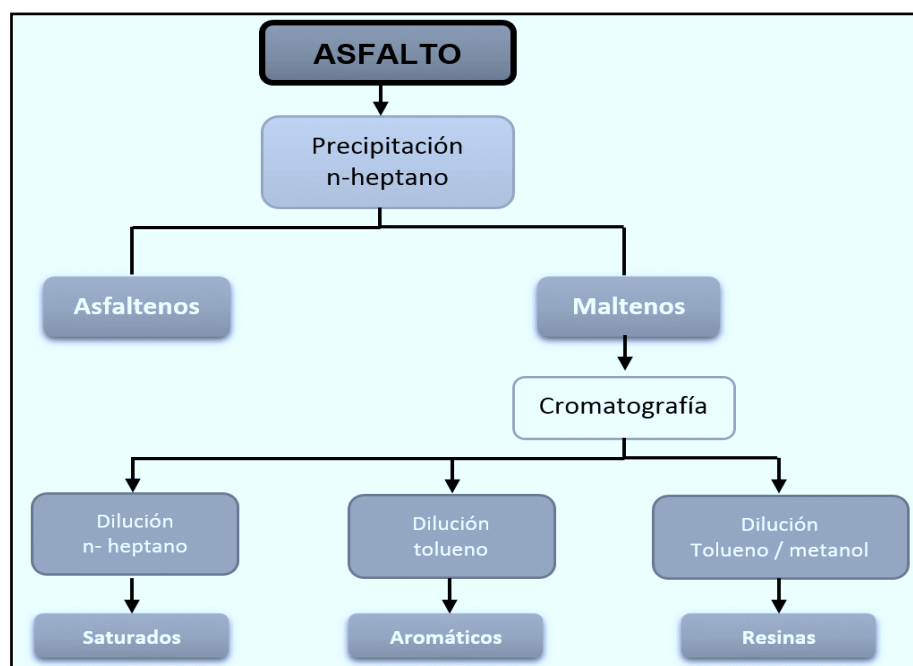 ASFALTO
Precipitación
n-heptano
Asfaltenos
Maltenos
Cromatografía
Dilución
n- heptano
Dilución
tolueno
Dilución
Tolueno / metanol
Saturados
Aromáticos
Resinas